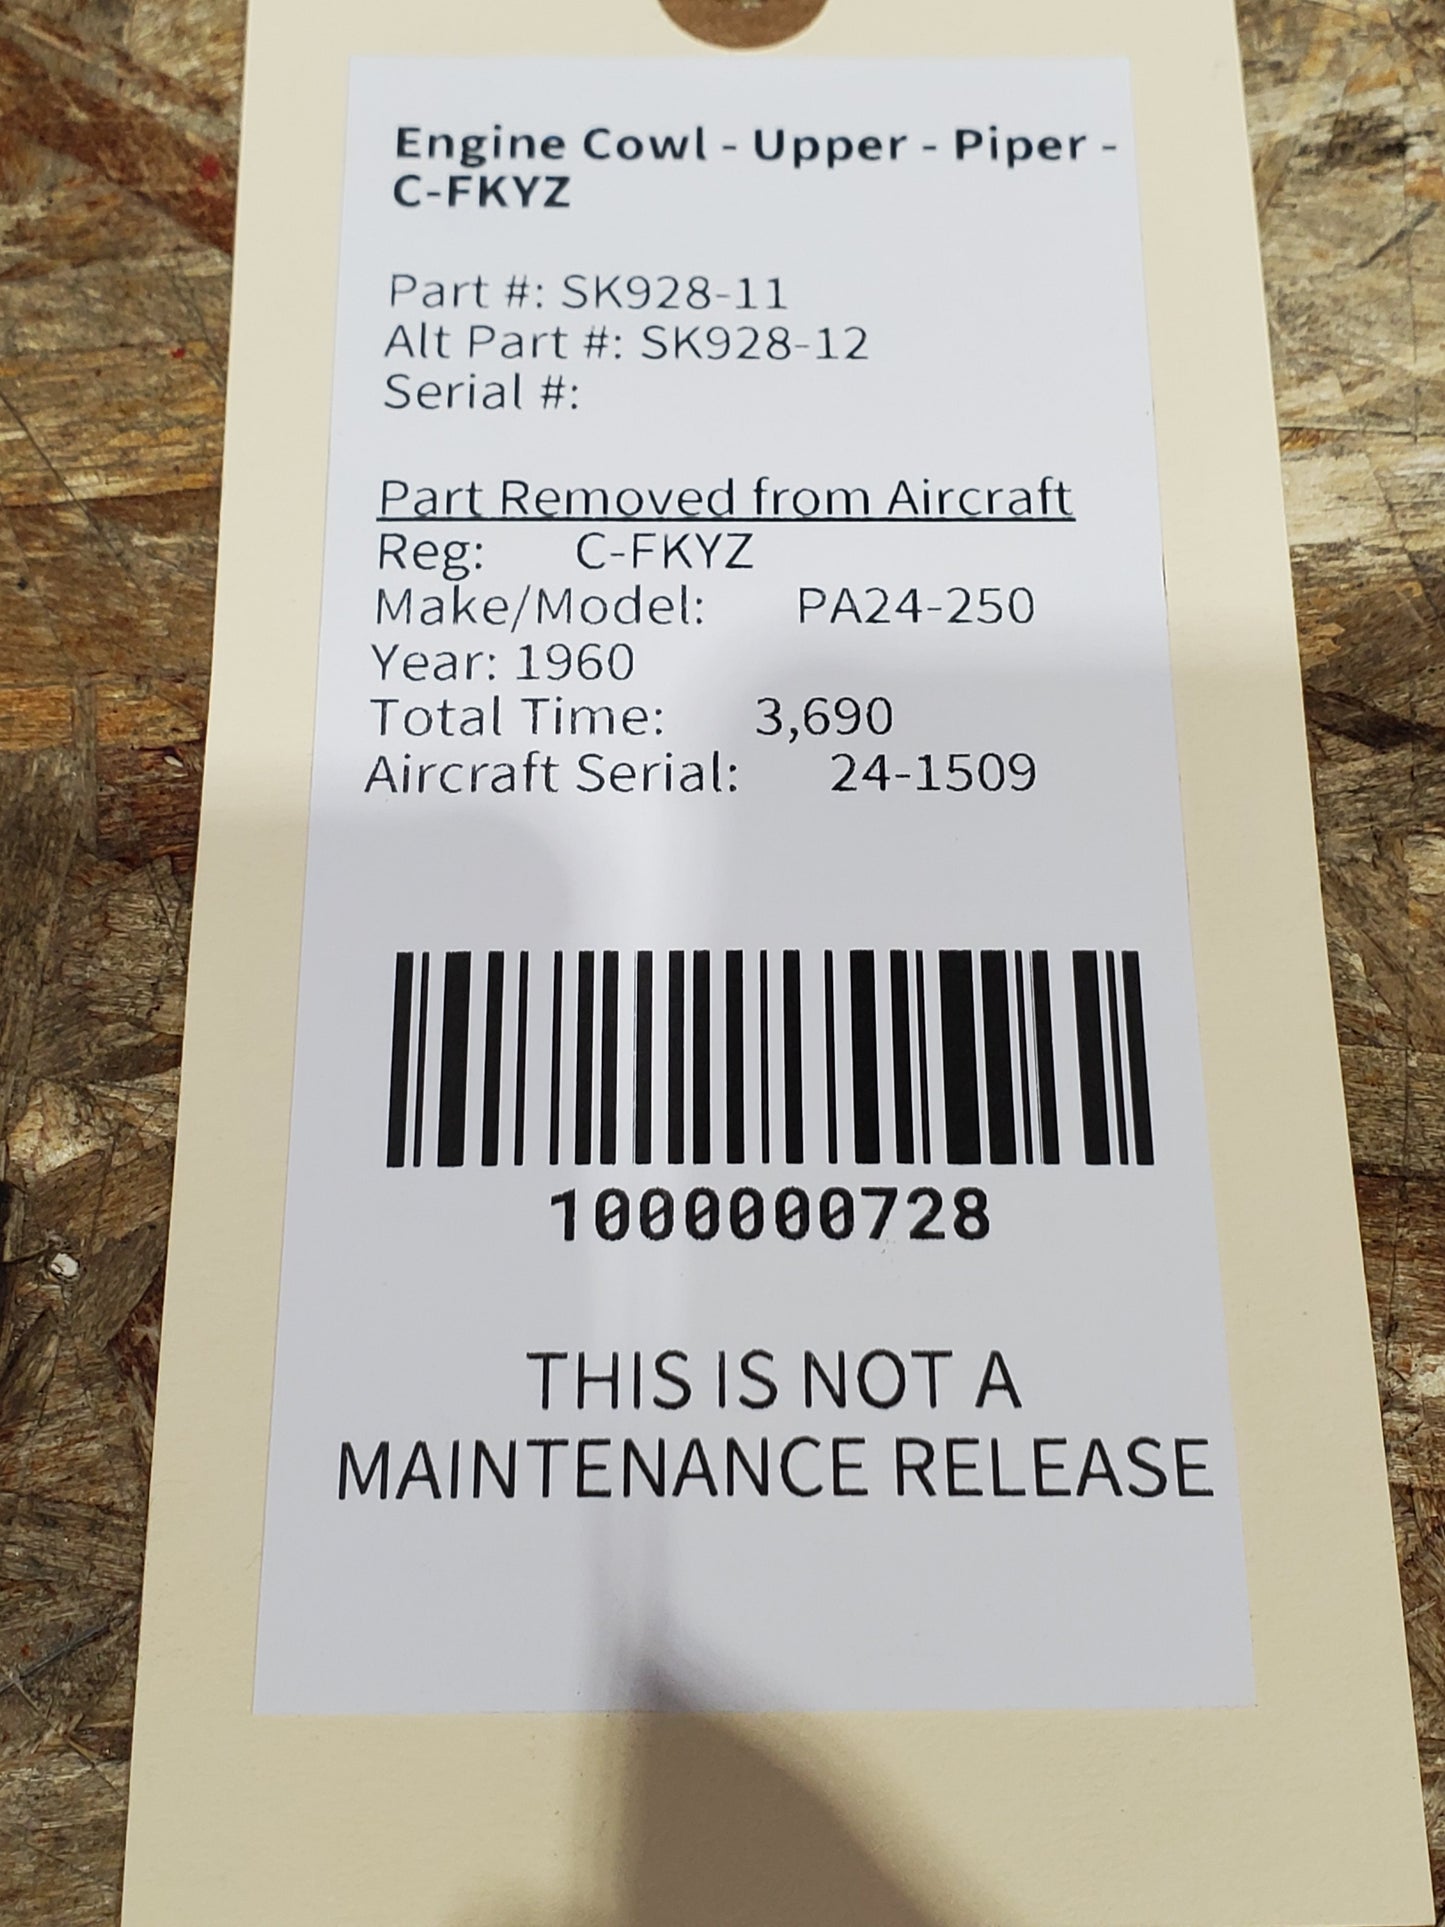 Engine Cowl - Upper - Piper -
C-FKYZ
Part #: SK928-11
Alt Part #: SK928-12
Serial #:
Part Removed from Aircraft
Reg: C-FKYZ
Make/Model: PA24-250
Year: 1960
Total Time: 3,690
Aircraft Serial: 24-1509
1000000728
THIS IS NOT A
MAINTENANCE RELEASE